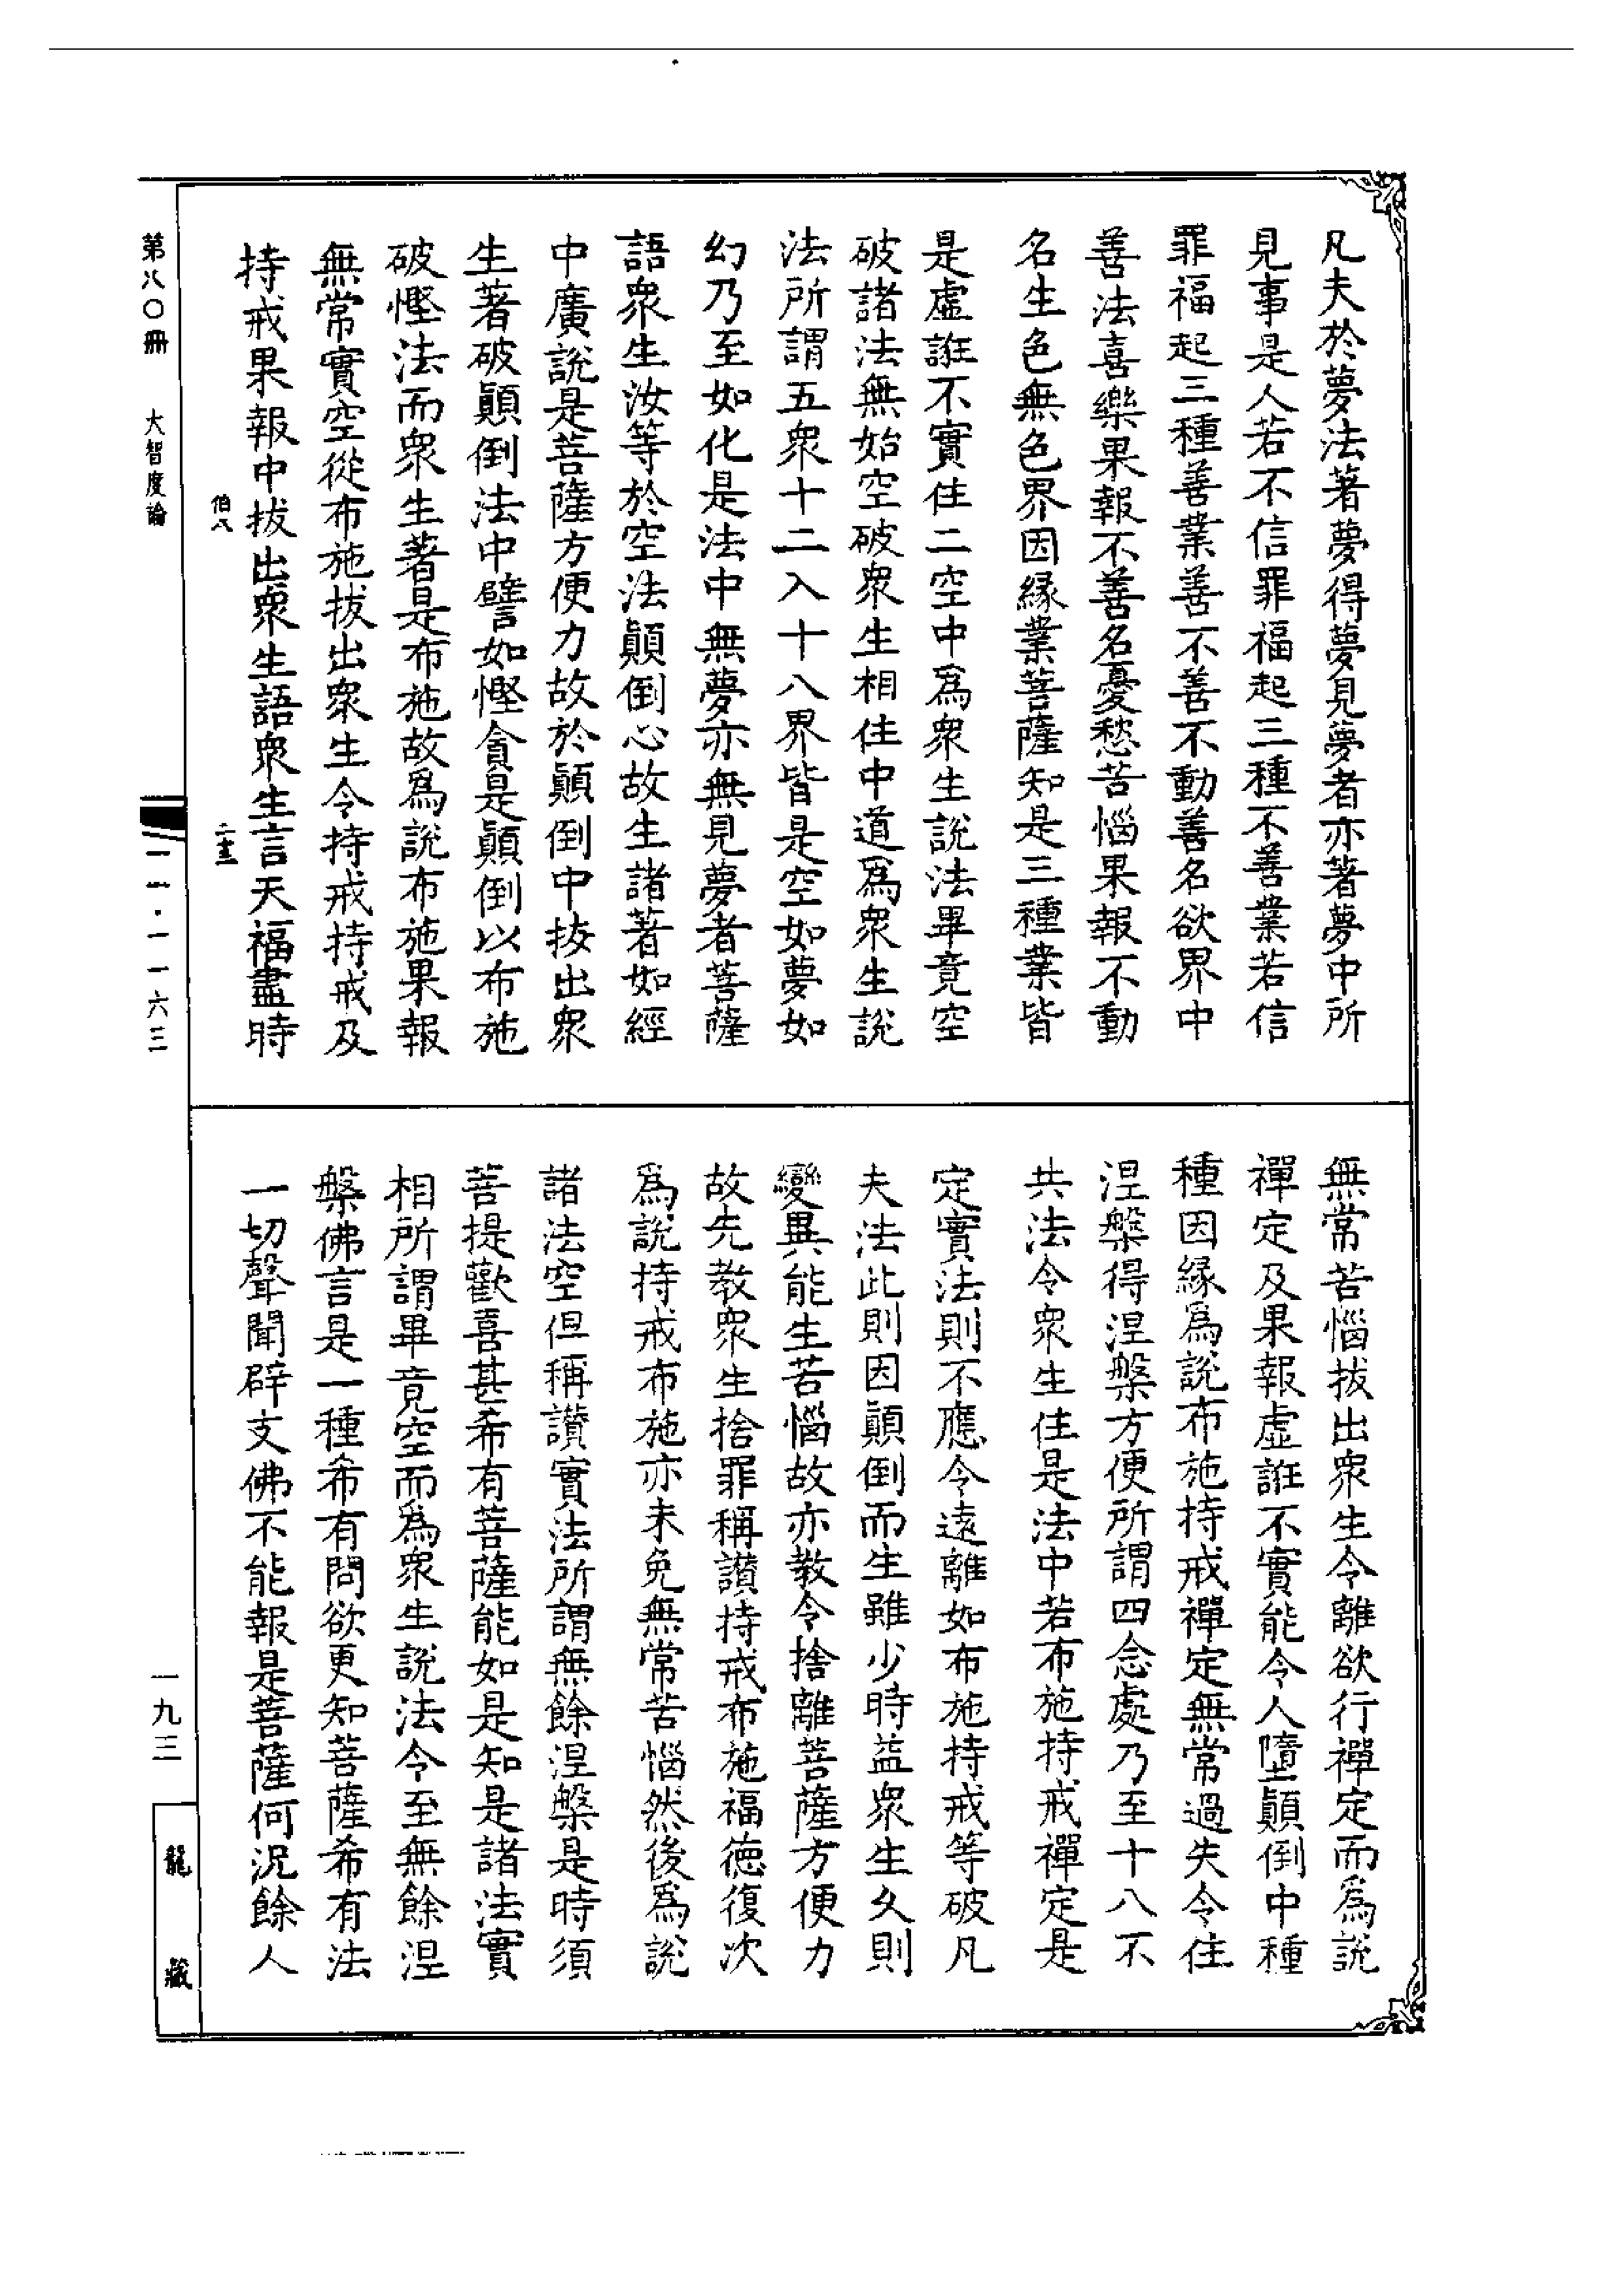 凡夫於夢法著夢得夢見夢者亦著夢中所
見事是人若不信罪福起三種不善業若信
罪福起三種善業善不善不動善名欲界中
善法喜樂果報不善名憂愁苦惱果報不動
名生色無色界因緣業菩薩知是三種業皆
是虛誑不實住二空中爲衆生說法畢竟空
破諸法無始空破衆生相住中道爲衆生說
法所謂五衆十二入十八界皆是空如夢如
幻乃至如化是法中無夢亦無見夢者菩薩
語衆生汝等於空法顚倒心故生諸著如經
中廣說是菩薩方便力故於顚倒中拔出衆
生著破顚倒法中譬如慳貪是顚倒以布施
破慳法而衆生著是布施故爲說布施果報
無常實空從布施拔出衆生令持戒持戒及
持戒果報中拔出衆生語衆生言天福盡時
無常苦惱拔出衆生令離欲行禪定而爲說
禪定及果報虛誑不實能令人墮顚倒中種
種因緣爲說布施持戒禪定無常過失令住
涅槃得涅槃方便所謂四念處乃至十八不
共法令衆生住是法中若布施持戒禪定是
定實法則不應令遠離如布施持戒等破凡
夫法此則因顚倒而生雖少時益衆生久則
變異能生苦惱故亦教令捨離菩薩方便力
故先教衆生捨罪稱讃持戒布施福德復次
爲說持戒布施亦未免無常苦惱然後爲說
諸法空但稱讃實法所謂無餘涅槃是時須
菩提歡喜甚希有菩薩能如是知是諸法實
相所謂畢竟空而爲衆生說法令至無餘涅
槃佛言是一種希有問欲更知菩薩希有法
一切聲聞辟支佛不能報是菩薩何況餘人
伯八
第八〇冊 大智度論
一九三
龍藏